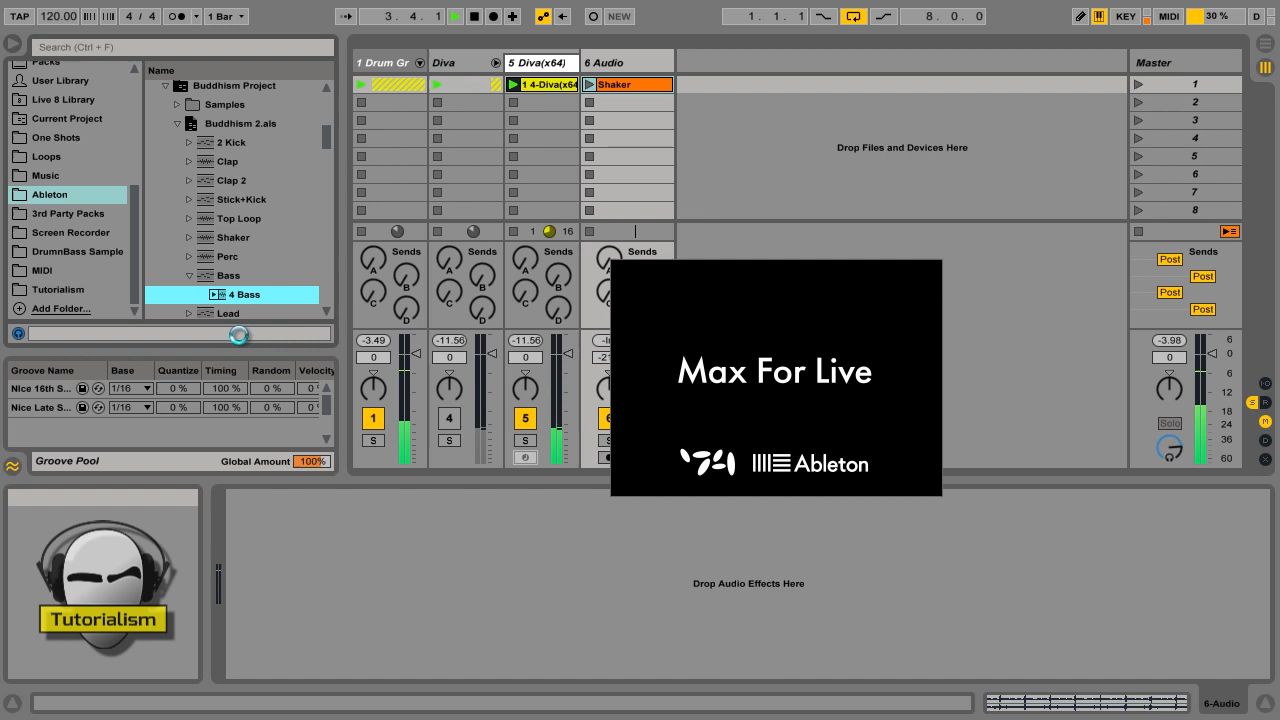 TAP 120.00 4 / 4 1 Bar 3. 4. 1 NEW 1. 1. 1 8. 0. 0 KEY MIDI 30 % D
Search (Ctrl + F)
Packs
User Library
Live 8 Library
Current Project
One Shots
Loops
Music
Ableton
3rd Party Packs
Screen Recorder
DrumnBass Sample
MIDI
Tutorialism
Add Folder...
Name
Buddhism Project
Samples
Buddhism 2.als
2 Kick
Clap
Clap 2
Stick+Kick
Top Loop
Shaker
Perc
Bass
4 Bass
Lead
Groove Name Base Quantize Timing Random Velocity
NIce 16th S... 1/16 0 % 100 % 0 %
Nice Late S... 1/16 0 % 100 % 0 %
Groove Pool Global Amount 100%
1 Drum Gr Diva 5 Diva(x64) 6 Audio Master
1 4-Diva(x64 Shaker 1
2
3
4
5
6
7
8
Drop Files and Devices Here
1 16
Sends Sends Sends Sends Sends
A A A A Post
B B B Post
C C C Post
D D D Post
-3.49 -11.56 -11.56 -3.98 6
0 0 0 0 0
6
12
18
24
36
60
1 4 5 Solo
S S S S
S R
M
D
X
Max For Live
'74 Ableton
Tutorialism
Drop Audio Effects Here
6-Audio